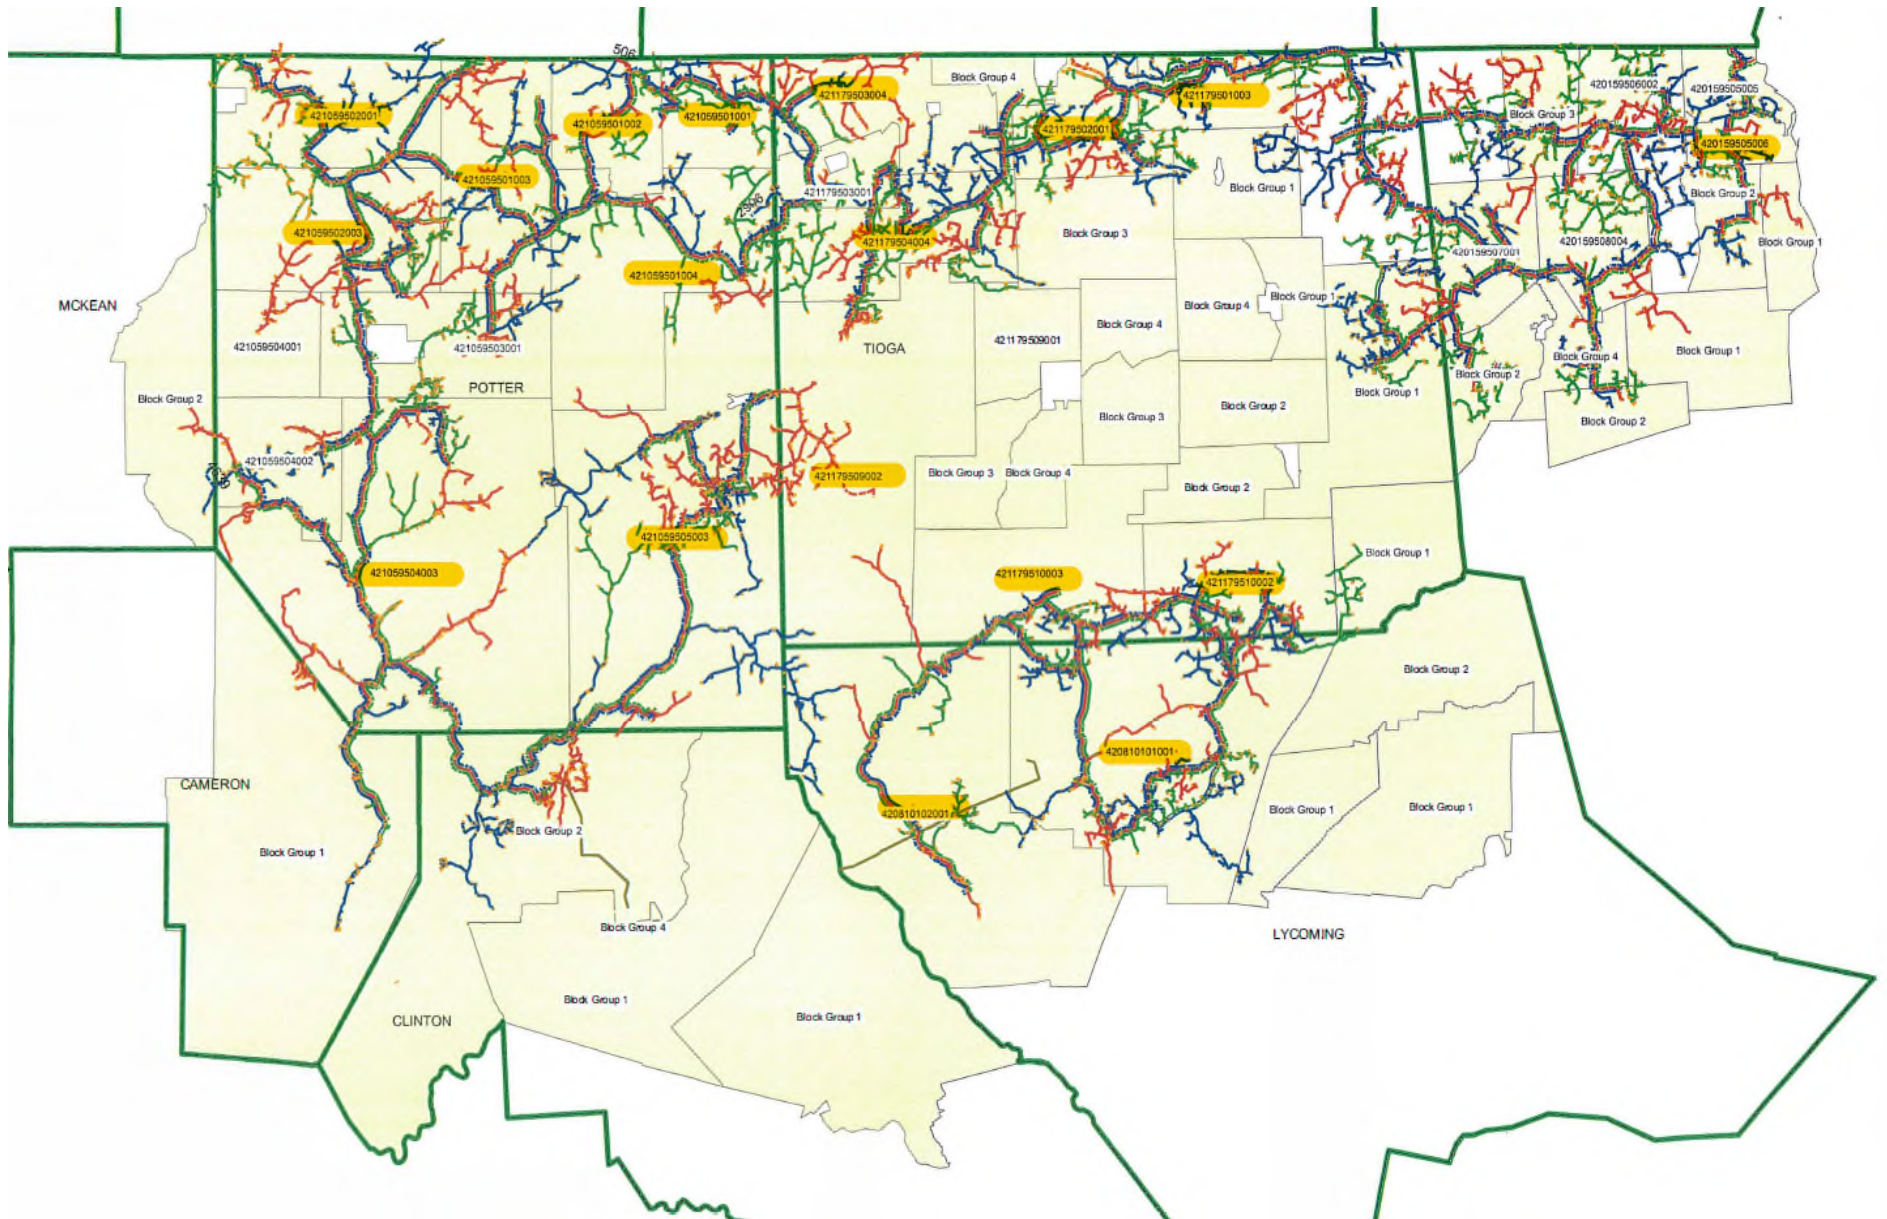 506
Block Group 4
421179503004
421179501003
420159506002
420159505005
421059502001
421059501002
421059501001
421179502001
Block Group 3
420159505006
421059501003
421179503001
Block Group 1
Block Group 2
421059502003
421179504004
Block Group 3
420159507001
420159508004
Block Group 1
421059501004
MCKEAN
Block Group 4
Block Group 1
421059504001
421059503001
TIOGA
421179509001
Block Group 4
Block Group 4
Block Group 1
POTTER
Block Group 2
Block Group 2
Block Group 3
Block Group 2
Block Group 1
Block Group 2
421059504002
421179509002
Block Group 3
Block Group 4
Block Group 2
421059505003
Block Group 1
421059504003
421179510003
421179510002
Block Group 2
420810101001
CAMERON
420810102001
Block Group 1
Block Group 1
Block Group 2
Block Group 1
Block Group 4
LYCOMING
Block Group 1
CLINTON
Block Group 1